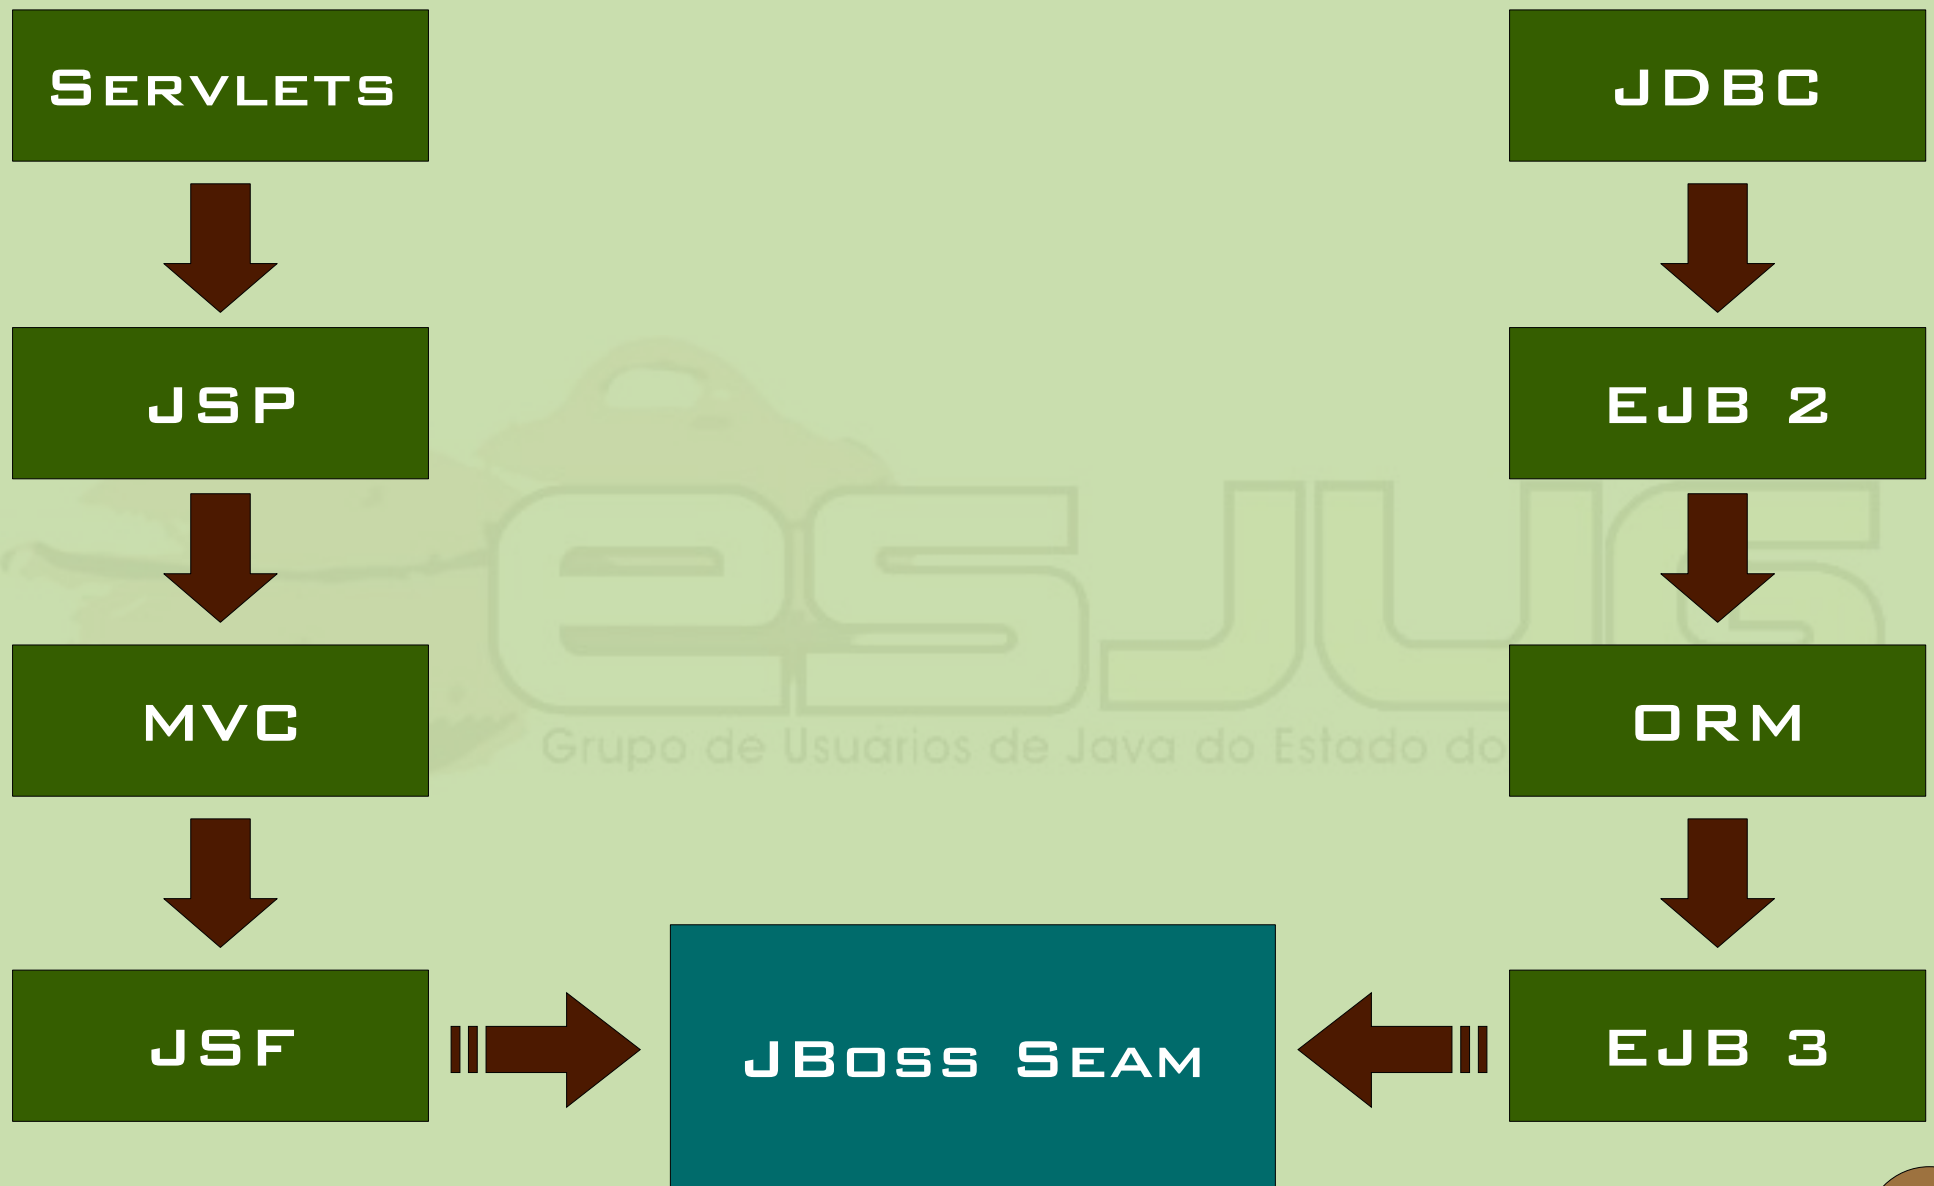 Servlets
JDBC
JSP
EJB 2
esJUG
MVC
ORM
Grupo de Usuários de Java do Estado do
JSF
JBoss Seam
EJB 3